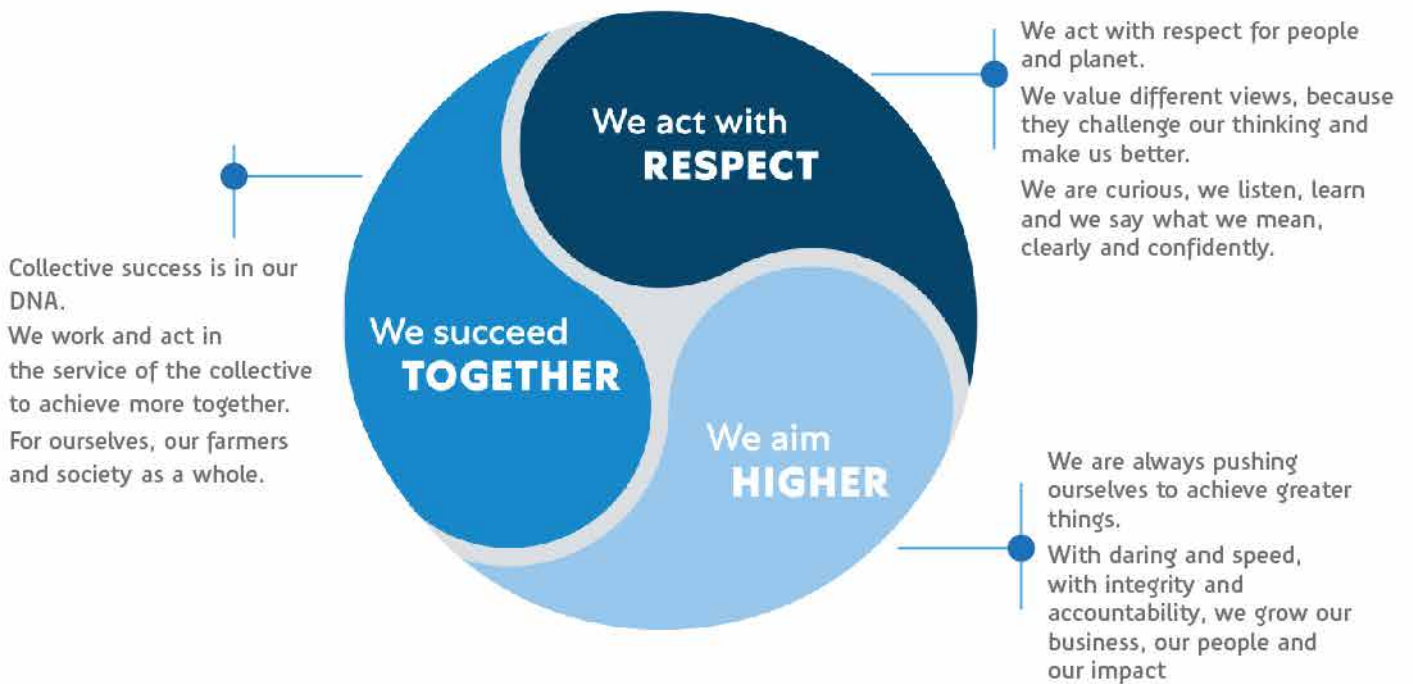 We act with
RESPECT
We act with respect for people
and planet.
We value different views, because
they challenge our thinking and
make us better.
We are curious, we listen, learn
and we say what we mean,
clearly and confidently.
We succeed
TOGETHER
Collective success is in our
DNA.
We work and act in
the service of the collective
to achieve more together.
For ourselves, our farmers
and society as a whole.
We aim
HIGHER
We are always pushing
ourselves to achieve greater
things.
With daring and speed,
with integrity and
accountability, we grow our
business, our people and
our impact